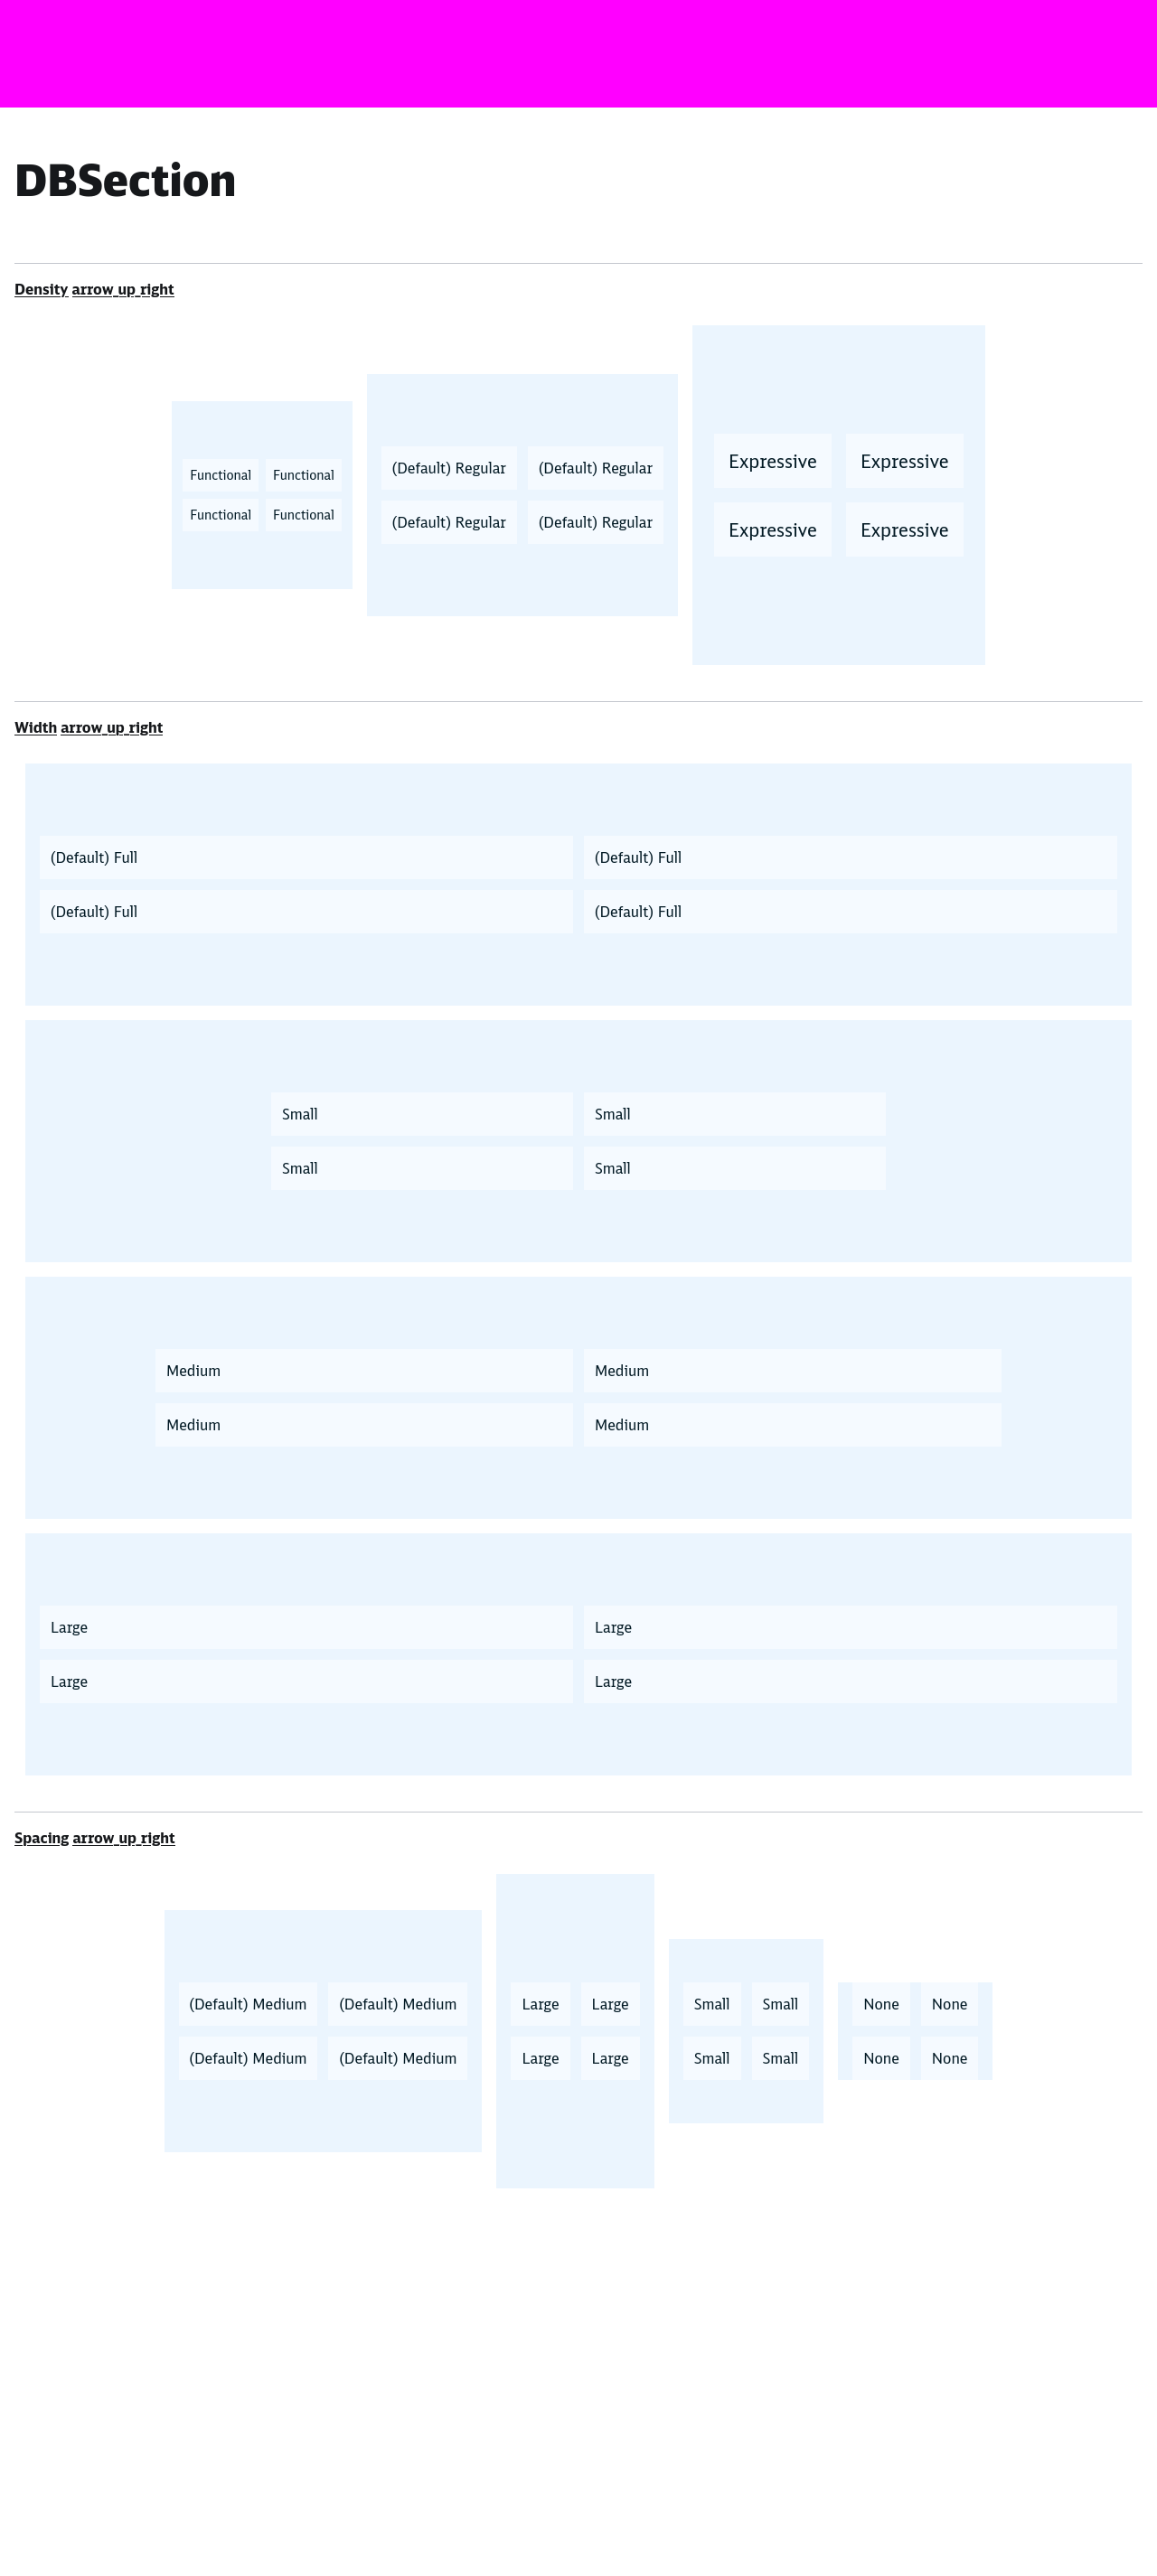 DBSection
Density arrow_up_right
Functional Functional (Default) Regular (Default) Regular Expressive Expressive
Functional Functional (Default) Regular (Default) Regular Expressive Expressive
Width arrow_up_right
(Default) Full (Default) Full
(Default) Full (Default) Full
Small Small
Small Small
Medium Medium
Medium Medium
Large Large
Large Large
Spacing arrow_up_right
(Default) Medium (Default) Medium Large Large Small Small None None
(Default) Medium (Default) Medium Large Large Small Small None None